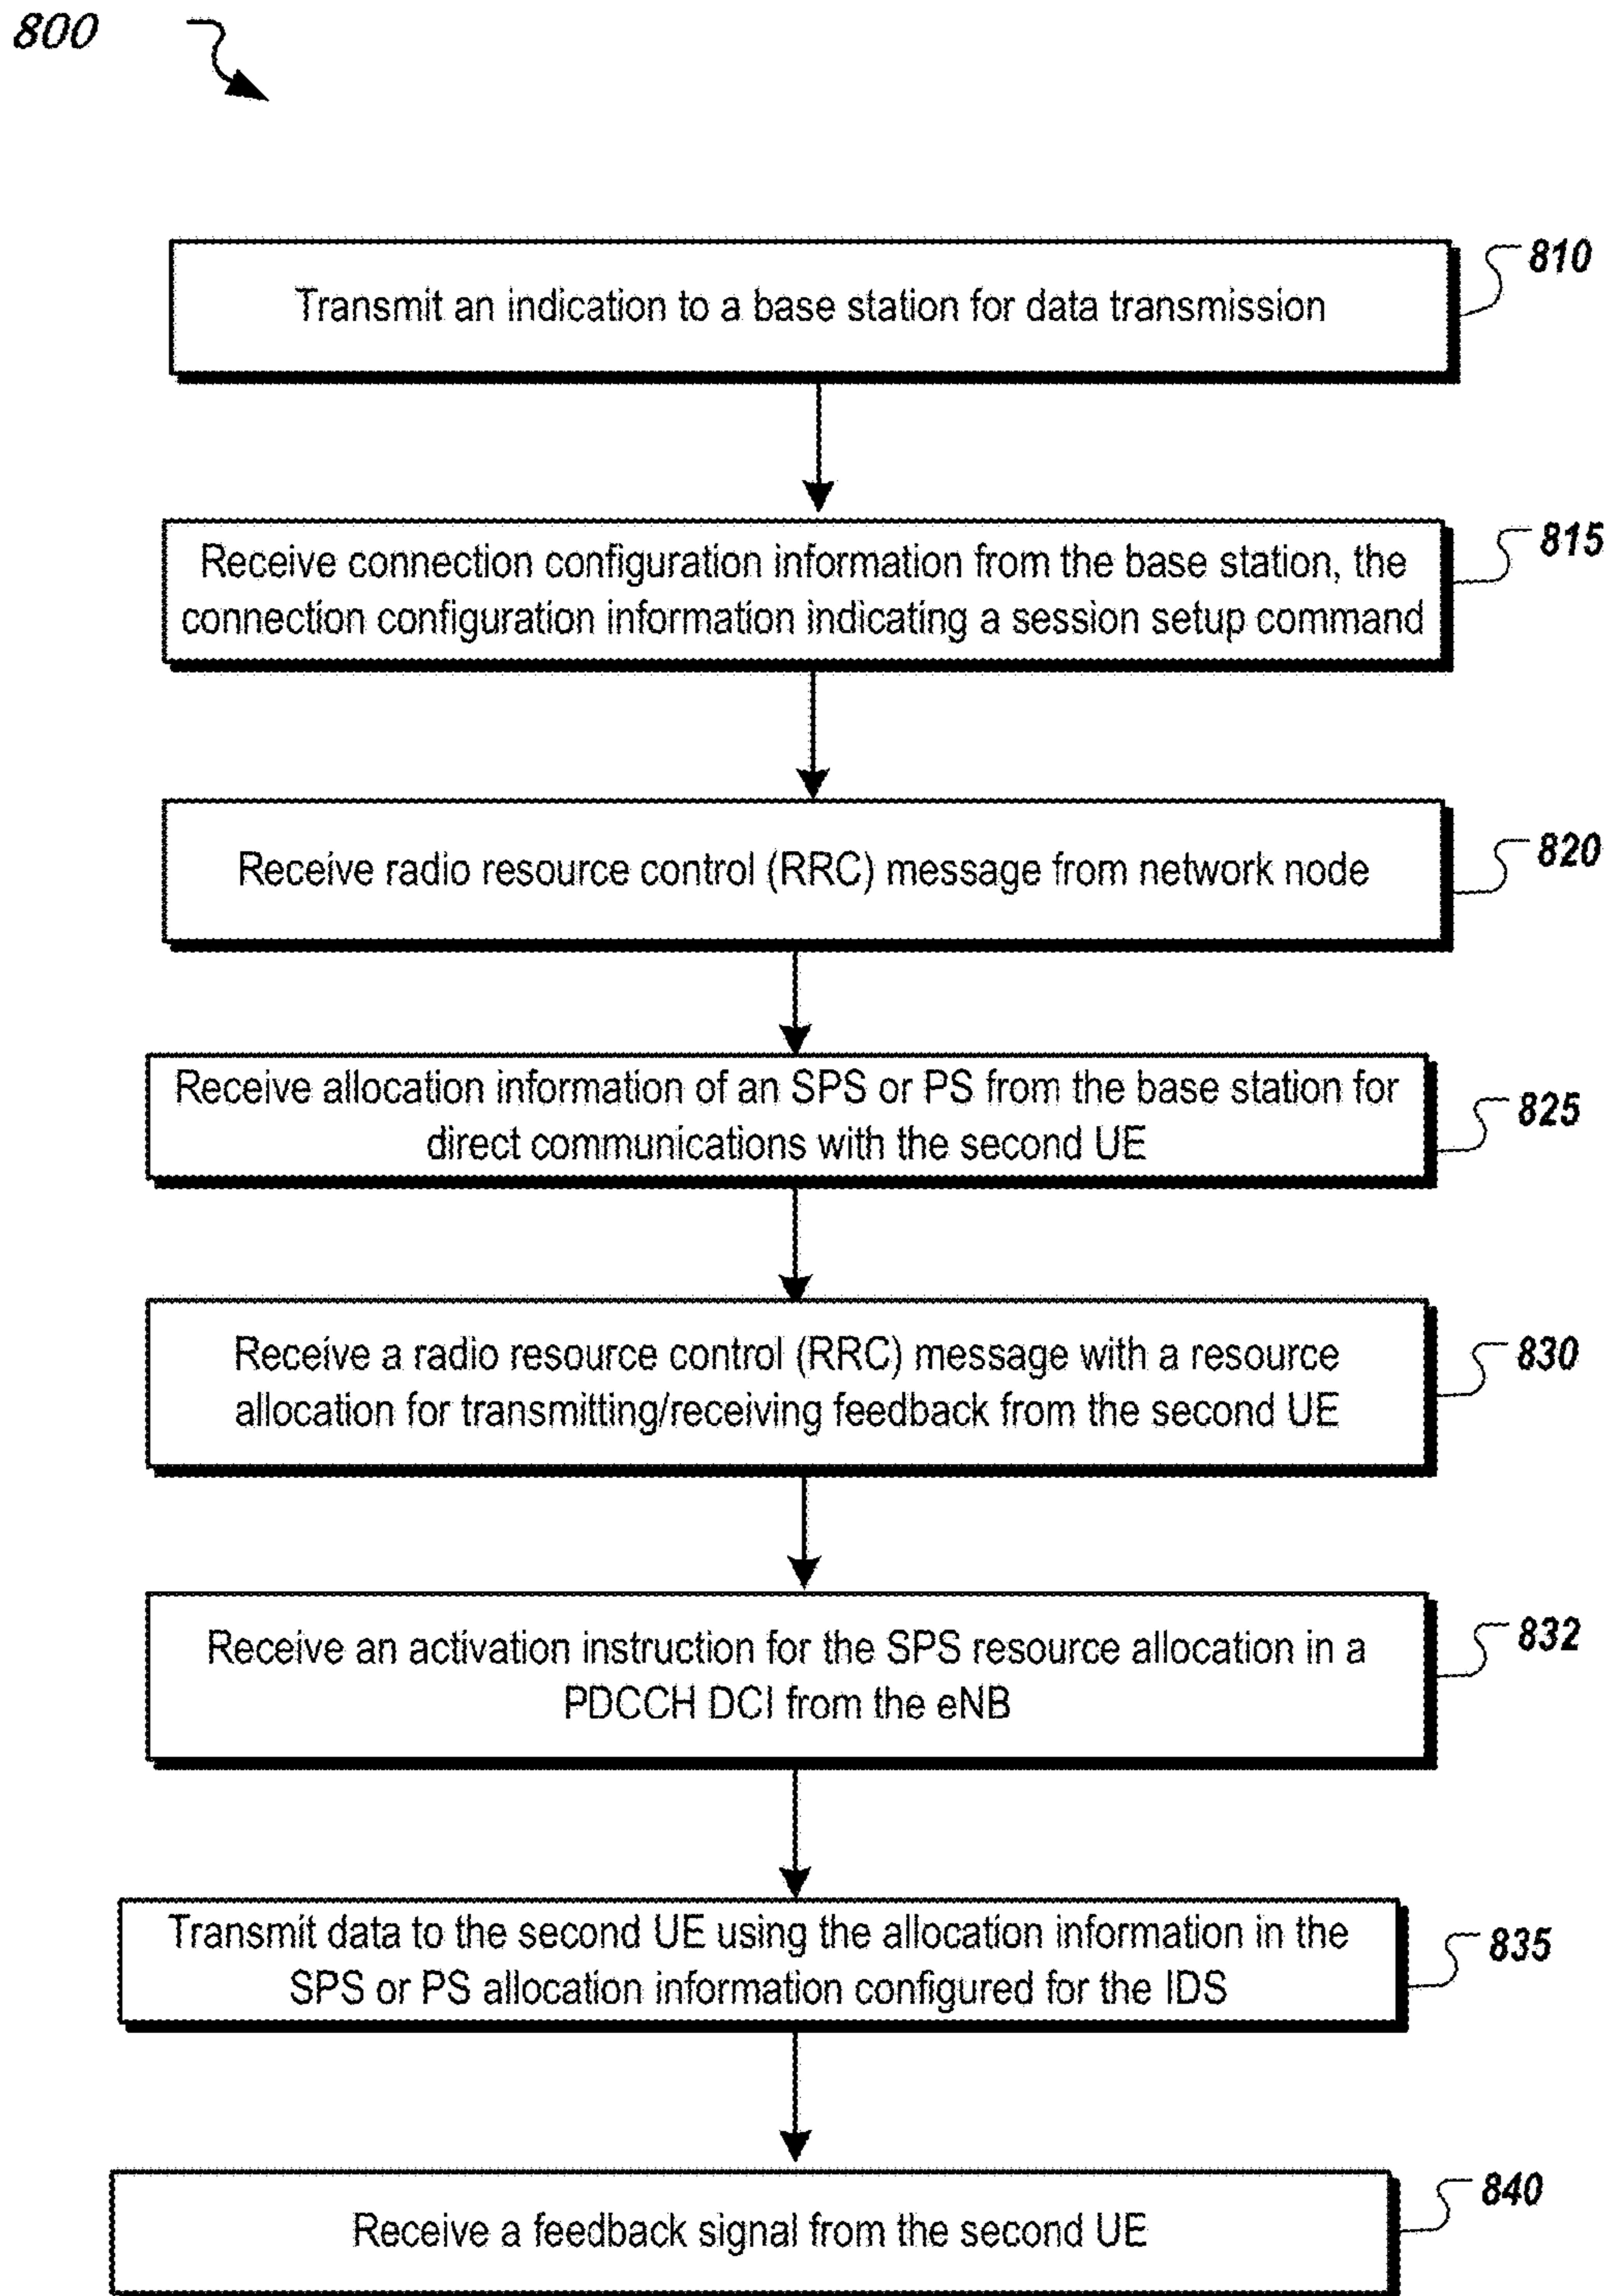 800
Transmit an indication to a base station for data transmission
810
Receive connection configuration information from the base station, the
connection configuration information indicating a session setup command
815
Receive radio resource control (RRC) message from network node
820
Receive allocation information of an SPS or PS from the base station for
direct communications with the second UE
825
Receive a radio resource control (RRC) message with a resource
allocation for transmitting/receiving feedback from the second UE
830
Receive an activation instruction for the SPS resource allocation in a
PDCCH DCI from the eNB
832
Transmit data to the second UE using the allocation information in the
SPS or PS allocation information configured for the IDS
835
Receive a feedback signal from the second UE
840